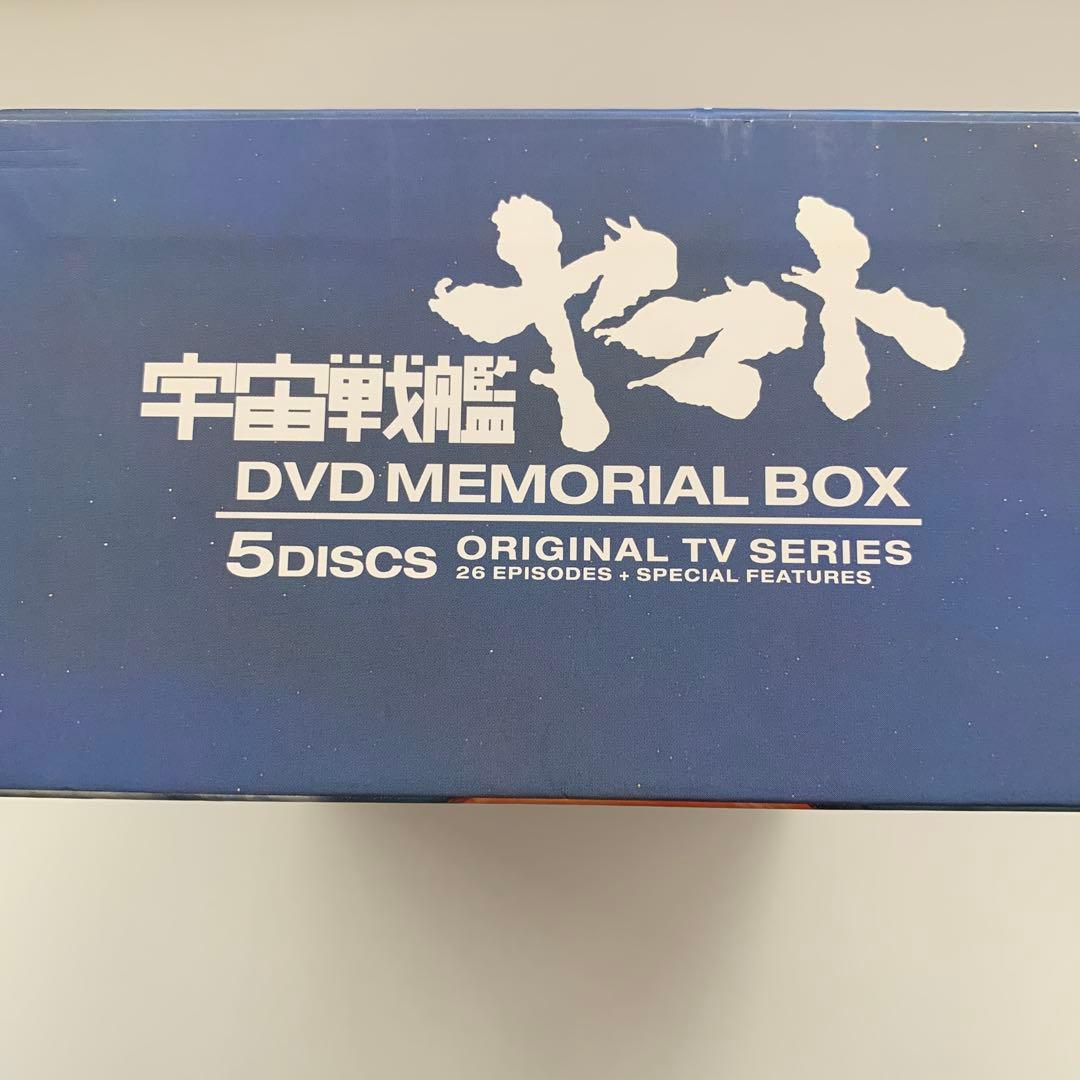 宇宙戦艦ヤマト
DVD MEMORIAL BOX
5DISCS
ORIGINAL TV SERIES
26 EPISODES + SPECIAL FEATURES